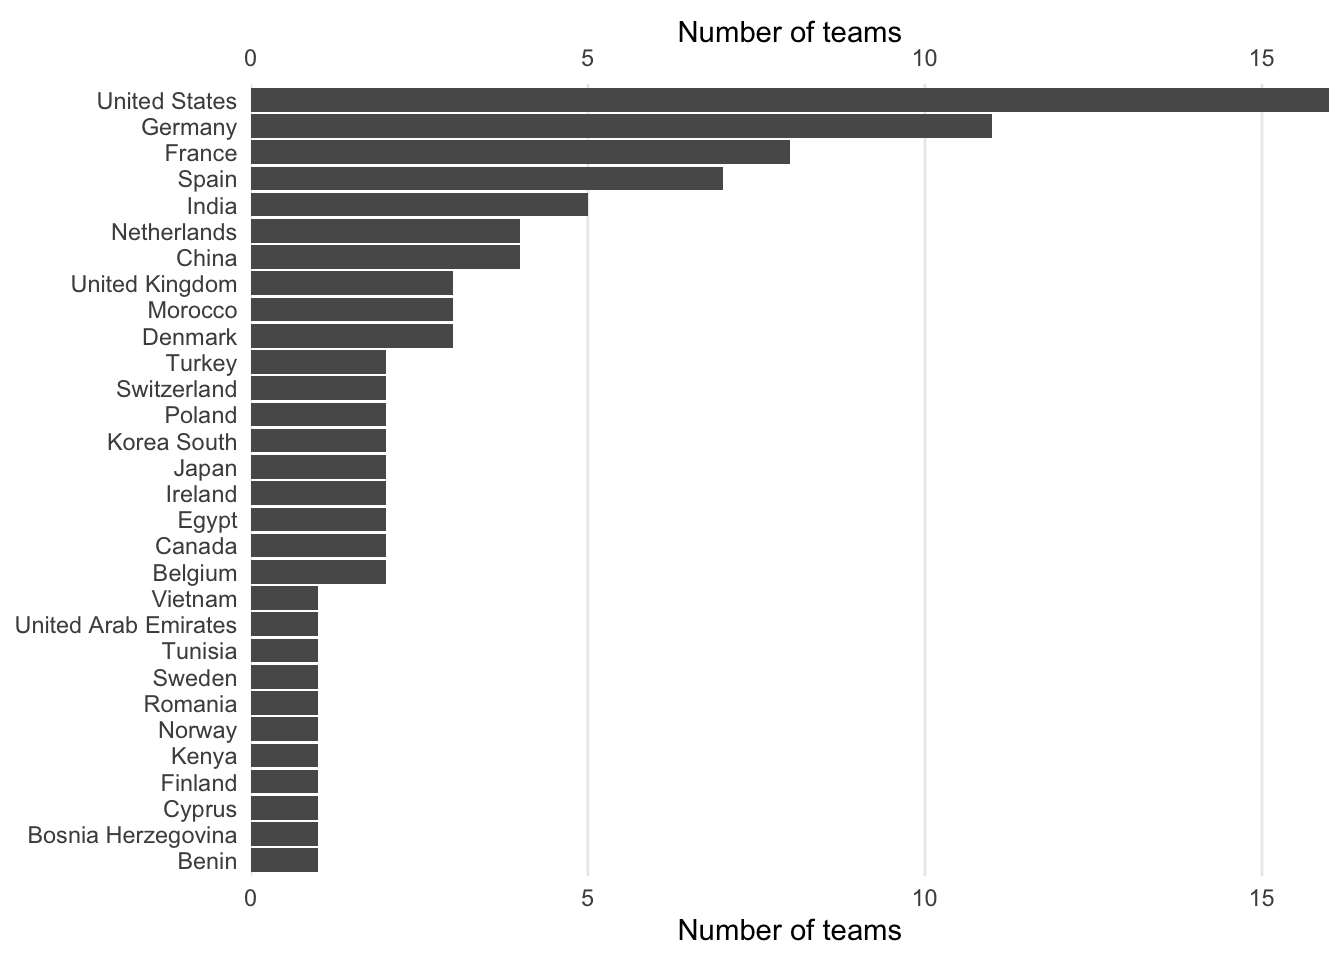 Number of teams
0 5 10 15
United States
Germany
France
Spain
India
Netherlands
China
United Kingdom
Morocco
Denmark
Turkey
Switzerland
Poland
Korea South
Japan
Ireland
Egypt
Canada
Belgium
Vietnam
United Arab Emirates
Tunisia
Sweden
Romania
Norway
Kenya
Finland
Cyprus
Bosnia Herzegovina
Benin
0 5 10 15
Number of teams